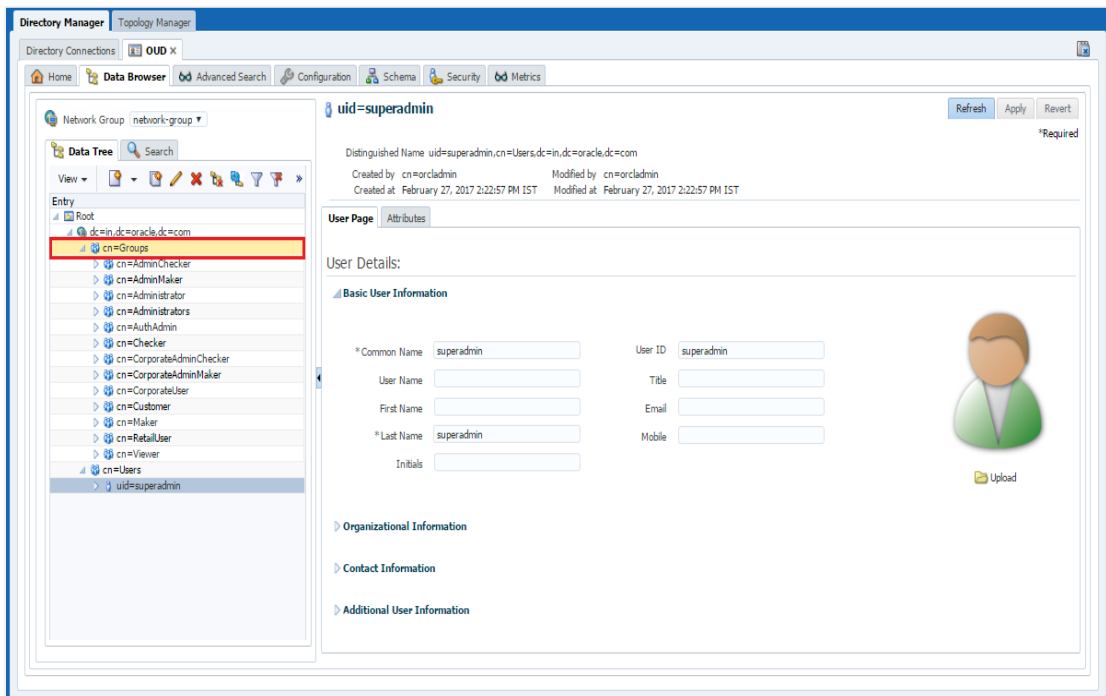 Directory Manager Topology Manager
Directory Connections OUD ×
Home Data Browser Advanced Search Configuration Schema Security Metrics
Network Group network-group
Data Tree Search
View »
Entry
Root
dc=in,dc=oracle,dc=com
cn=Groups
cn=AdminChecker
cn=AdminMaker
cn=Administrator
cn=Administrators
cn=AuthAdmin
cn=Checker
cn=CorporateAdminChecker
cn=CorporateAdminMaker
cn=CorporateUser
cn=Customer
cn=Maker
cn=RetailUser
cn=Viewer
cn=Users
uid=superadmin
uid=superadmin
Refresh Apply Revert
*Required
Distinguished Name uid=superadmin,cn=Users,dc=in,dc=oracle,dc=com
Created by cn=orcladmin Modified by cn=orcladmin
Created at February 27, 2017 2:22:57 PM IST Modified at February 27, 2017 2:22:57 PM IST
User Page Attributes
User Details:
Basic User Information
*Common Name superadmin User ID superadmin
User Name Title
First Name Email
*Last Name superadmin Mobile
Initials
Upload
Organizational Information
Contact Information
Additional User Information